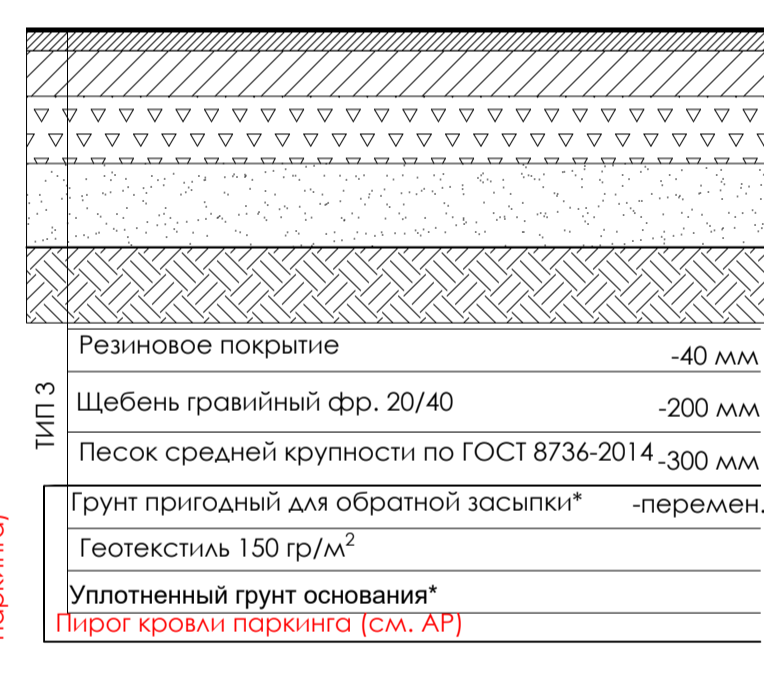 Резиновое покрытие -40 мм
ТИП 3
Щебень гравийный фр. 20/40 -200 мм
Песок средней крупности по ГОСТ 8736-2014 -300 мм
Грунт пригодный для обратной засыпки* -перемен.
Геотекстиль 150 гр/м²
Уплотненный грунт основания*
Пирог кровли паркинга (см. АР)